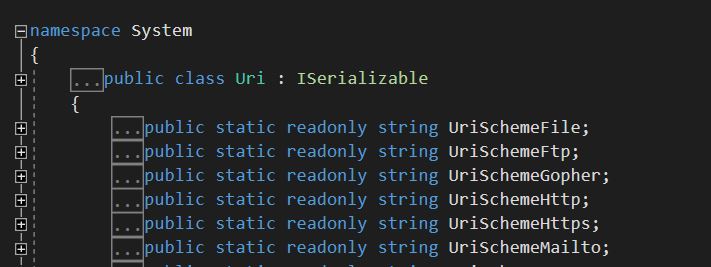 namespace System
{
...public class Uri : ISerializable
{
...public static readonly string UriSchemeFile;
...public static readonly string UriSchemeFtp;
...public static readonly string UriSchemeGopher;
...public static readonly string UriSchemeHttp;
...public static readonly string UriSchemeHttps;
...public static readonly string UriSchemeMailto;